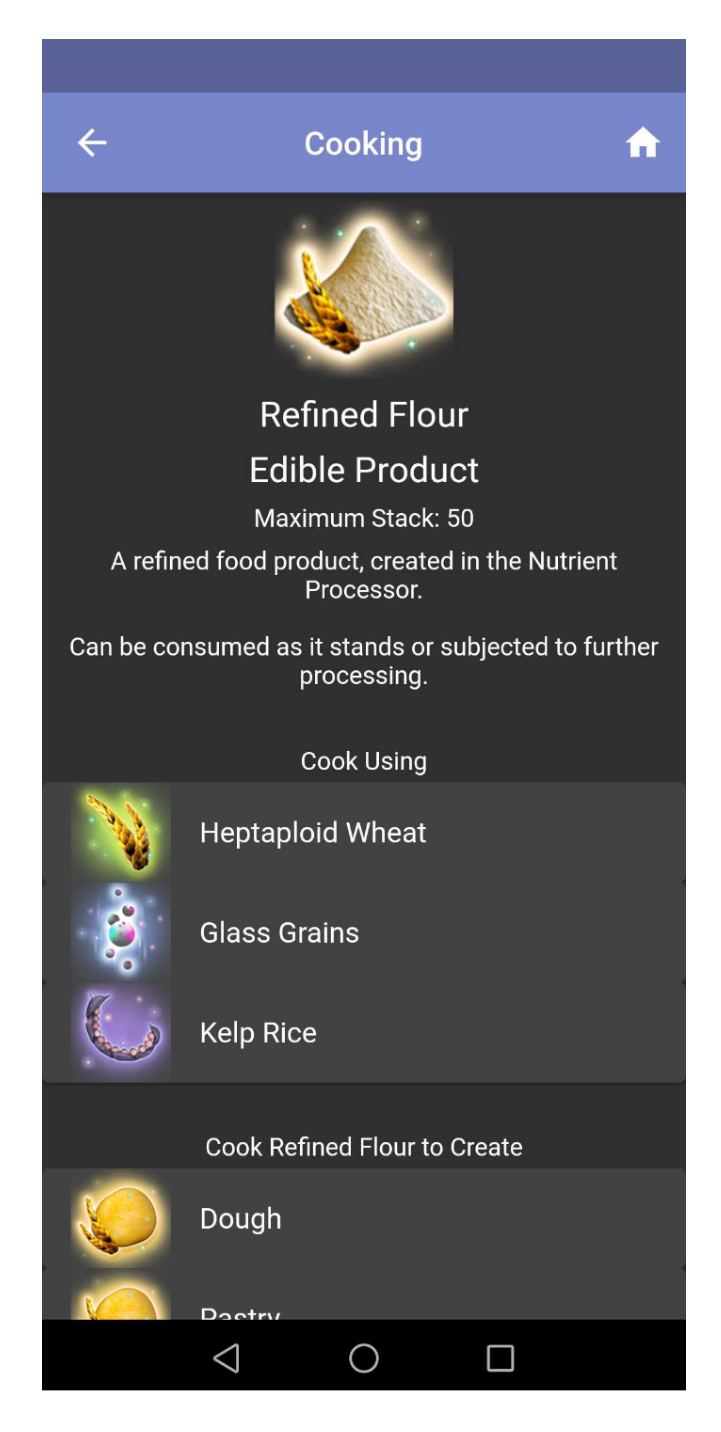 Cooking
Refined Flour
Edible Product
Maximum Stack: 50
A refined food product, created in the Nutrient
Processor.
Can be consumed as it stands or subjected to further
processing.
Cook Using
Heptaploid Wheat
Glass Grains
Kelp Rice
Cook Refined Flour to Create
Dough
Pastry